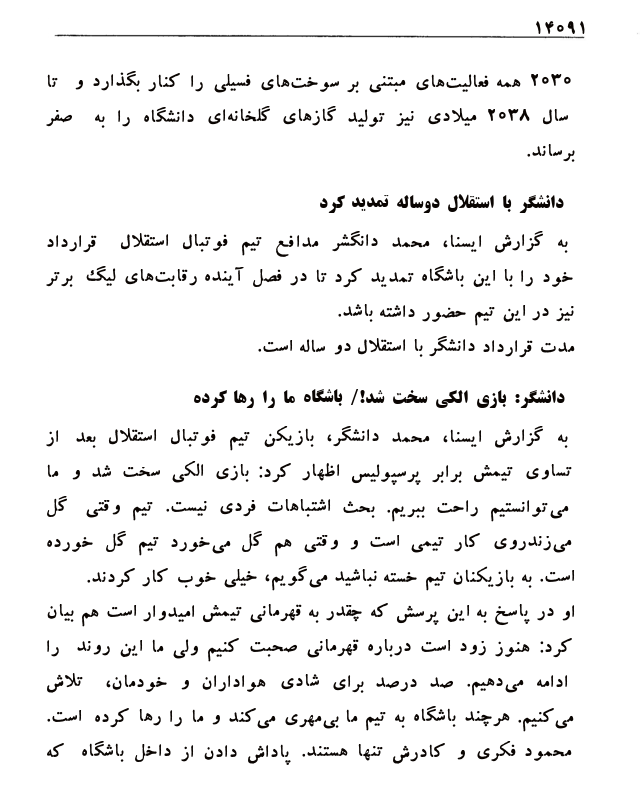 ۱۴۰۹۱
۲۰۳۰ همه فعالیت‌های مبتنی بر سوخت‌های فسیلی را کنار بگذارد و تا
سال ۲۰۳۸ میلادی نیز تولید گازهای گلخانه‌ای دانشگاه را به صفر
برساند.
دانشگر با استقلال دوساله تمدید کرد
به گزارش ایسنا، محمد دانگشر مدافع تیم فوتبال استقلال قرارداد
خود را با این باشگاه تمدید کرد تا در فصل آینده رقابت‌های لیگ برتر
نیز در این تیم حضور داشته باشد.
مدت قرارداد دانشگر با استقلال دو ساله است.
دانشگر: بازی الکی سخت شد!/ باشگاه ما را رها کرده
به گزارش ایسنا، محمد دانشگر، بازیکن تیم فوتبال استقلال بعد از
تساوی تیمش برابر پرسپولیس اظهار کرد: بازی الکی سخت شد و ما
می‌توانستیم راحت ببریم. بحث اشتباهات فردی نیست. تیم وقتی گل
می‌زندروی کار تیمی است و وقتی هم گل می‌خورد تیم گل خورده
است. به بازیکنان تیم خسته نباشید می‌گویم، خیلی خوب کار کردند.
او در پاسخ به این پرسش که چقدر به قهرمانی تیمش امیدوار است هم بیان
کرد: هنوز زود است درباره قهرمانی صحبت کنیم ولی ما این روند را
ادامه می‌دهیم. صد درصد برای شادی هواداران و خودمان، تلاش
می‌کنیم. هرچند باشگاه به تیم ما بی‌مهری می‌کند و ما را رها کرده است.
محمود فکری و کادرش تنها هستند. پاداش دادن از داخل باشگاه که